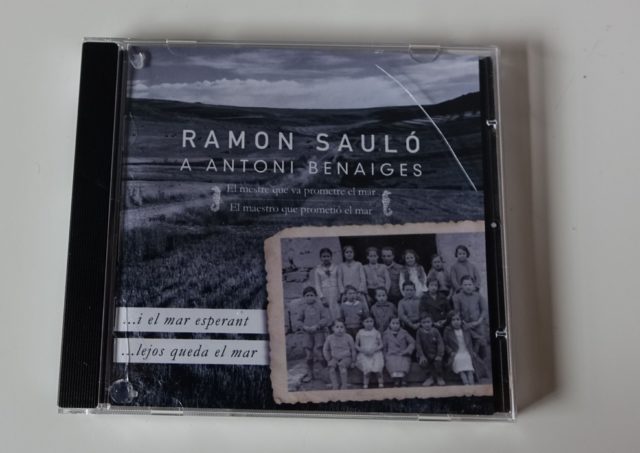 RAMON SAULÓ
A ANTONI BENAIGES
El mestre que va prometre el mar
El maestro que prometió el mar
...i el mar esperant
...lejos queda el mar